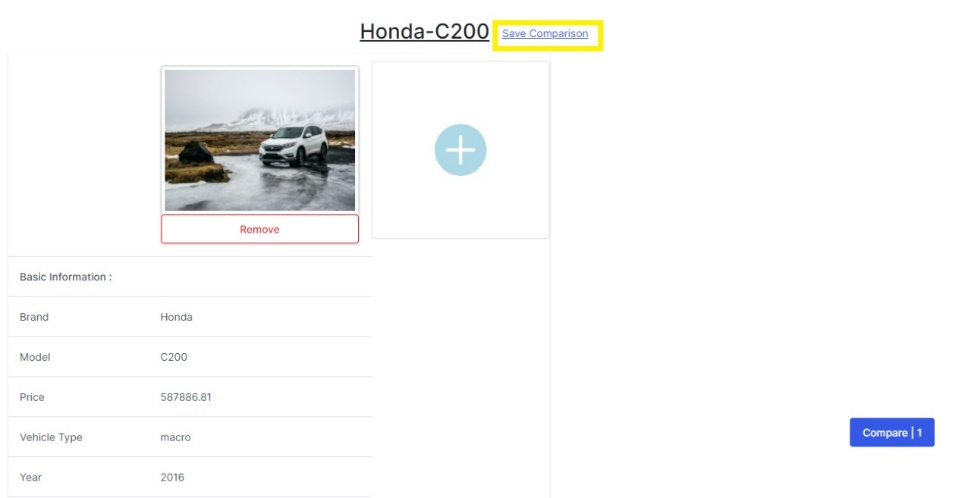 Honda-C200 Save Comparison
Remove
Basic Information :
Brand Honda
Model C200
Price 587886.81
Vehicle Type macro
Compare | 1
Year 2016